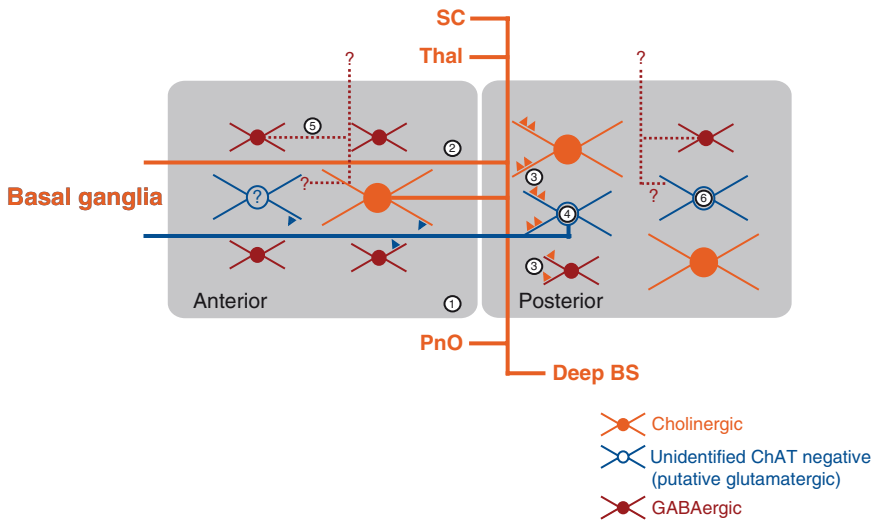 SC
Thal
?
?
5
2
?
3
Basal ganglia
?
?
4
6
3
Anterior
1
Posterior
PnO
Deep BS
Cholinergic
Unidentified ChAT negative
(putative glutamatergic)
GABAergic